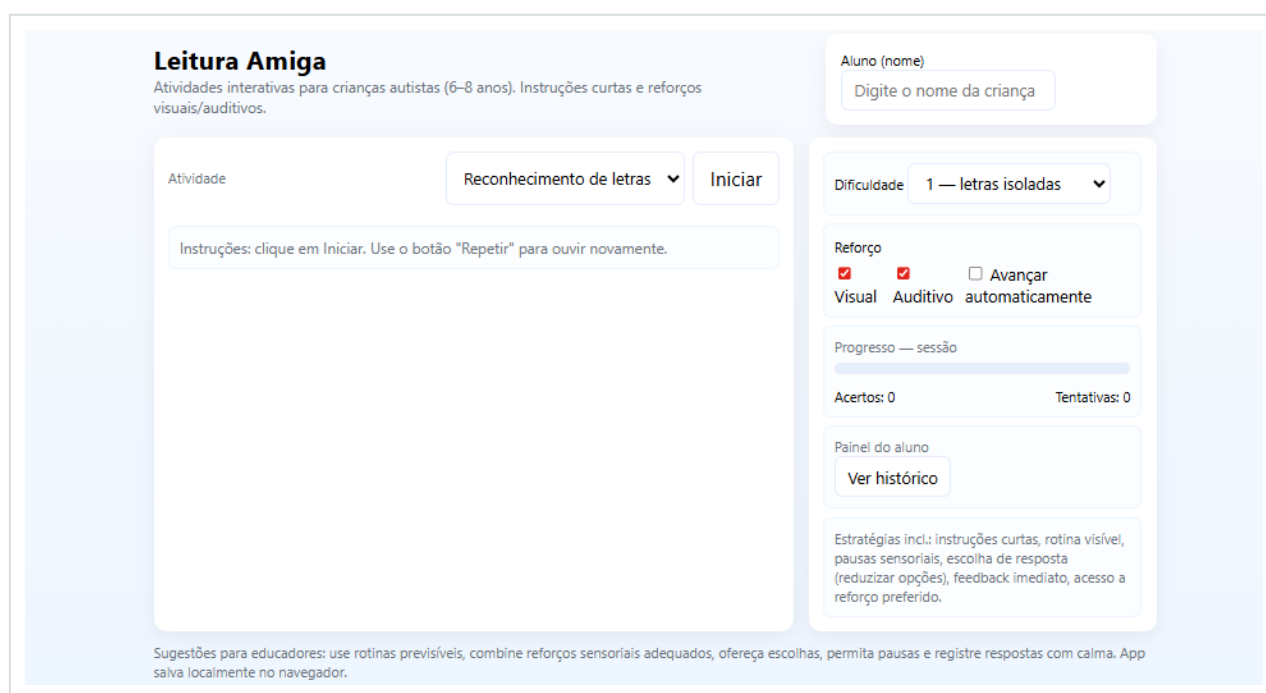 Leitura Amiga
Atividades interativas para crianças autistas (6–8 anos). Instruções curtas e reforços
visuais/auditivos.
Aluno (nome)
Digite o nome da criança
Atividade
Reconhecimento de letras
Iniciar
Instruções: clique em Iniciar. Use o botão "Repetir" para ouvir novamente.
Dificuldade
1 — letras isoladas
Reforço
Visual
Auditivo
Avançar
automaticamente
Progresso — sessão
Acertos: 0
Tentativas: 0
Painel do aluno
Ver histórico
Estratégias incl.: instruções curtas, rotina visível,
pausas sensoriais, escolha de resposta
(reduzizar opções), feedback imediato, acesso a
reforço preferido.
Sugestões para educadores: use rotinas previsíveis, combine reforços sensoriais adequados, ofereça escolhas, permita pausas e registre respostas com calma. App
salva localmente no navegador.